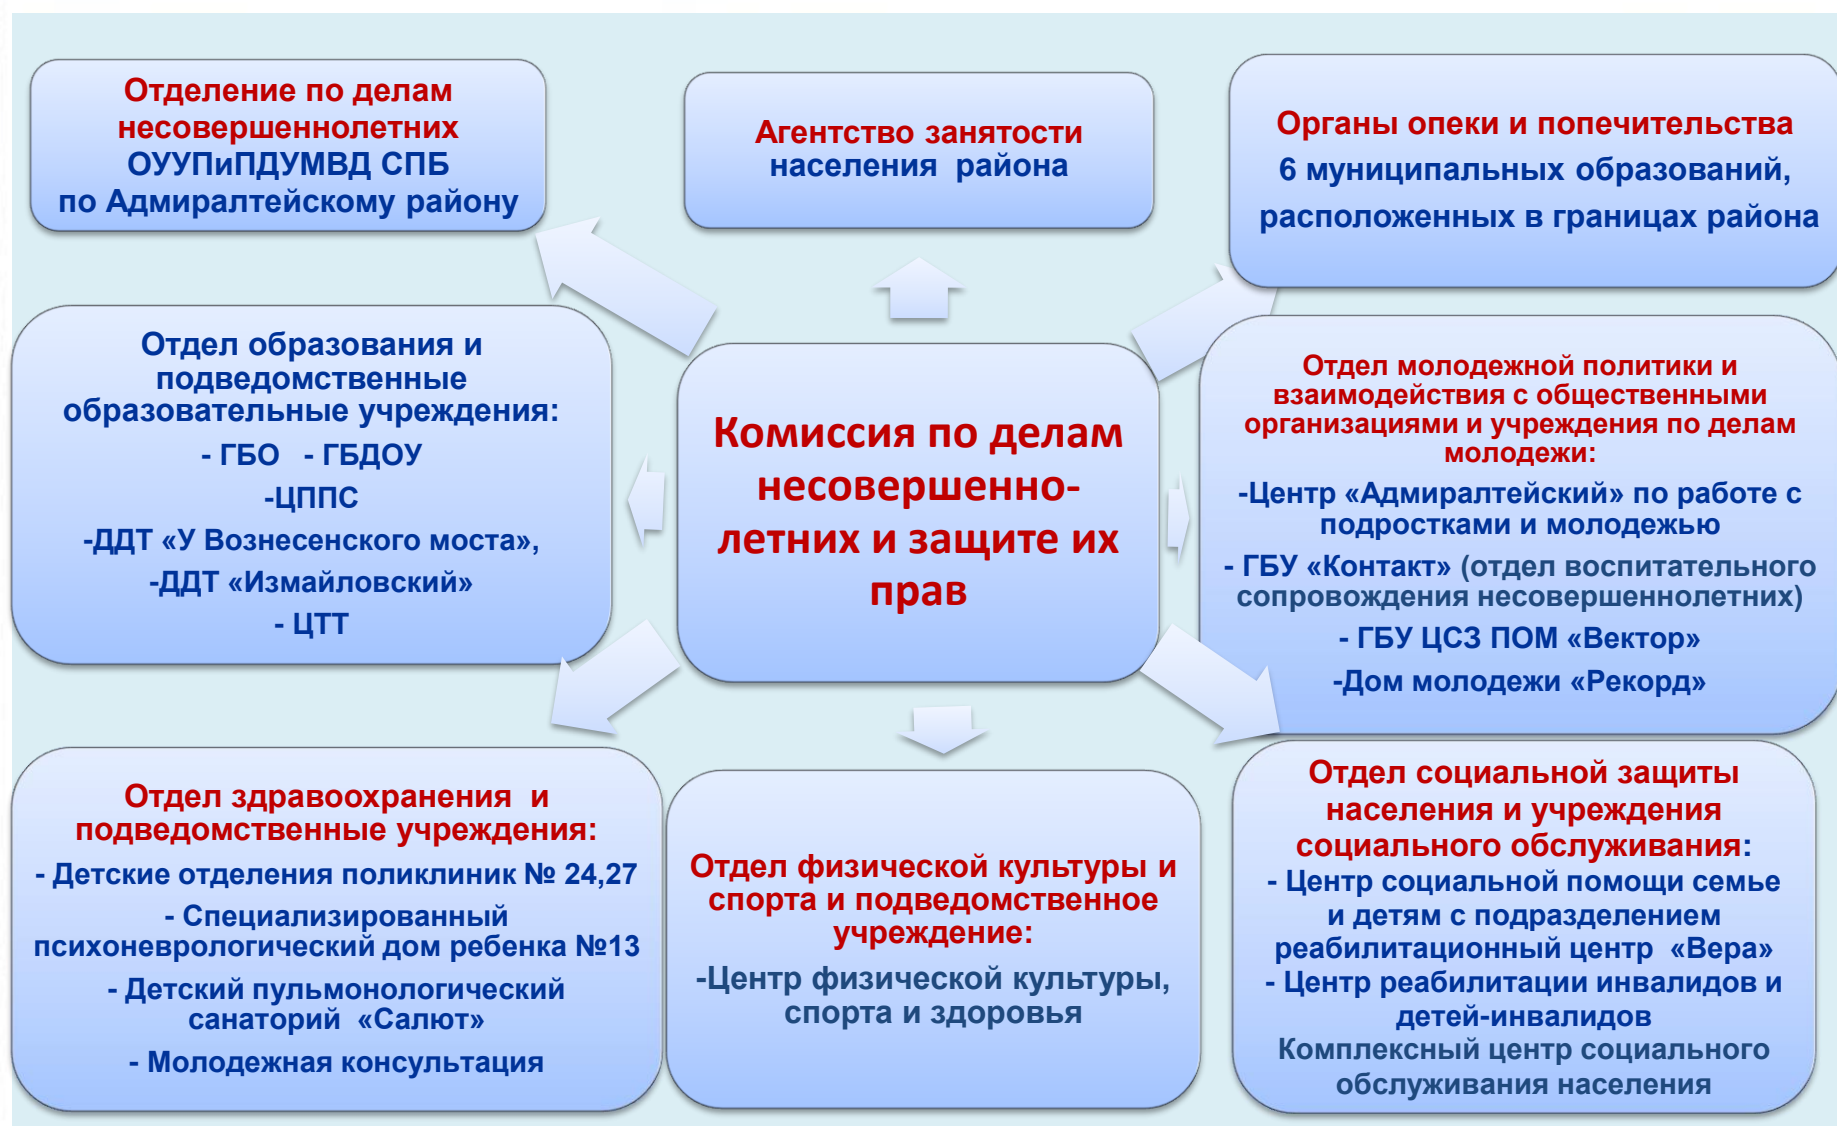 Отделение по делам
несовершеннолетних
ОУУПиПДУМВД СПБ
по Адмиралтейскому району
Агентство занятости
населения района
Органы опеки и попечительства
6 муниципальных образований,
расположенных в границах района
Отдел образования и
подведомственные
образовательные учреждения:
- ГБО - ГБДОУ
-ЦППС
-ДДТ «У Вознесенского моста»,
-ДДТ «Измайловский»
- ЦТТ
Комиссия по делам
несовершенно-
летних и защите их
прав
Отдел молодежной политики и
взаимодействия с общественными
организациями и учреждения по делам
молодежи:
-Центр «Адмиралтейский» по работе с
подростками и молодежью
- ГБУ «Контакт» (отдел воспитательного
сопровождения несовершеннолетних)
- ГБУ ЦСЗ ПОМ «Вектор»
-Дом молодежи «Рекорд»
Отдел здравоохранения и
подведомственные учреждения:
- Детские отделения поликлиник № 24,27
- Специализированный
психоневрологический дом ребенка №13
- Детский пульмонологический
санаторий «Салют»
- Молодежная консультация
Отдел физической культуры и
спорта и подведомственное
учреждение:
-Центр физической культуры,
спорта и здоровья
Отдел социальной защиты
населения и учреждения
социального обслуживания:
- Центр социальной помощи семье
и детям с подразделением
реабилитационный центр «Вера»
- Центр реабилитации инвалидов и
детей-инвалидов
Комплексный центр социального
обслуживания населения